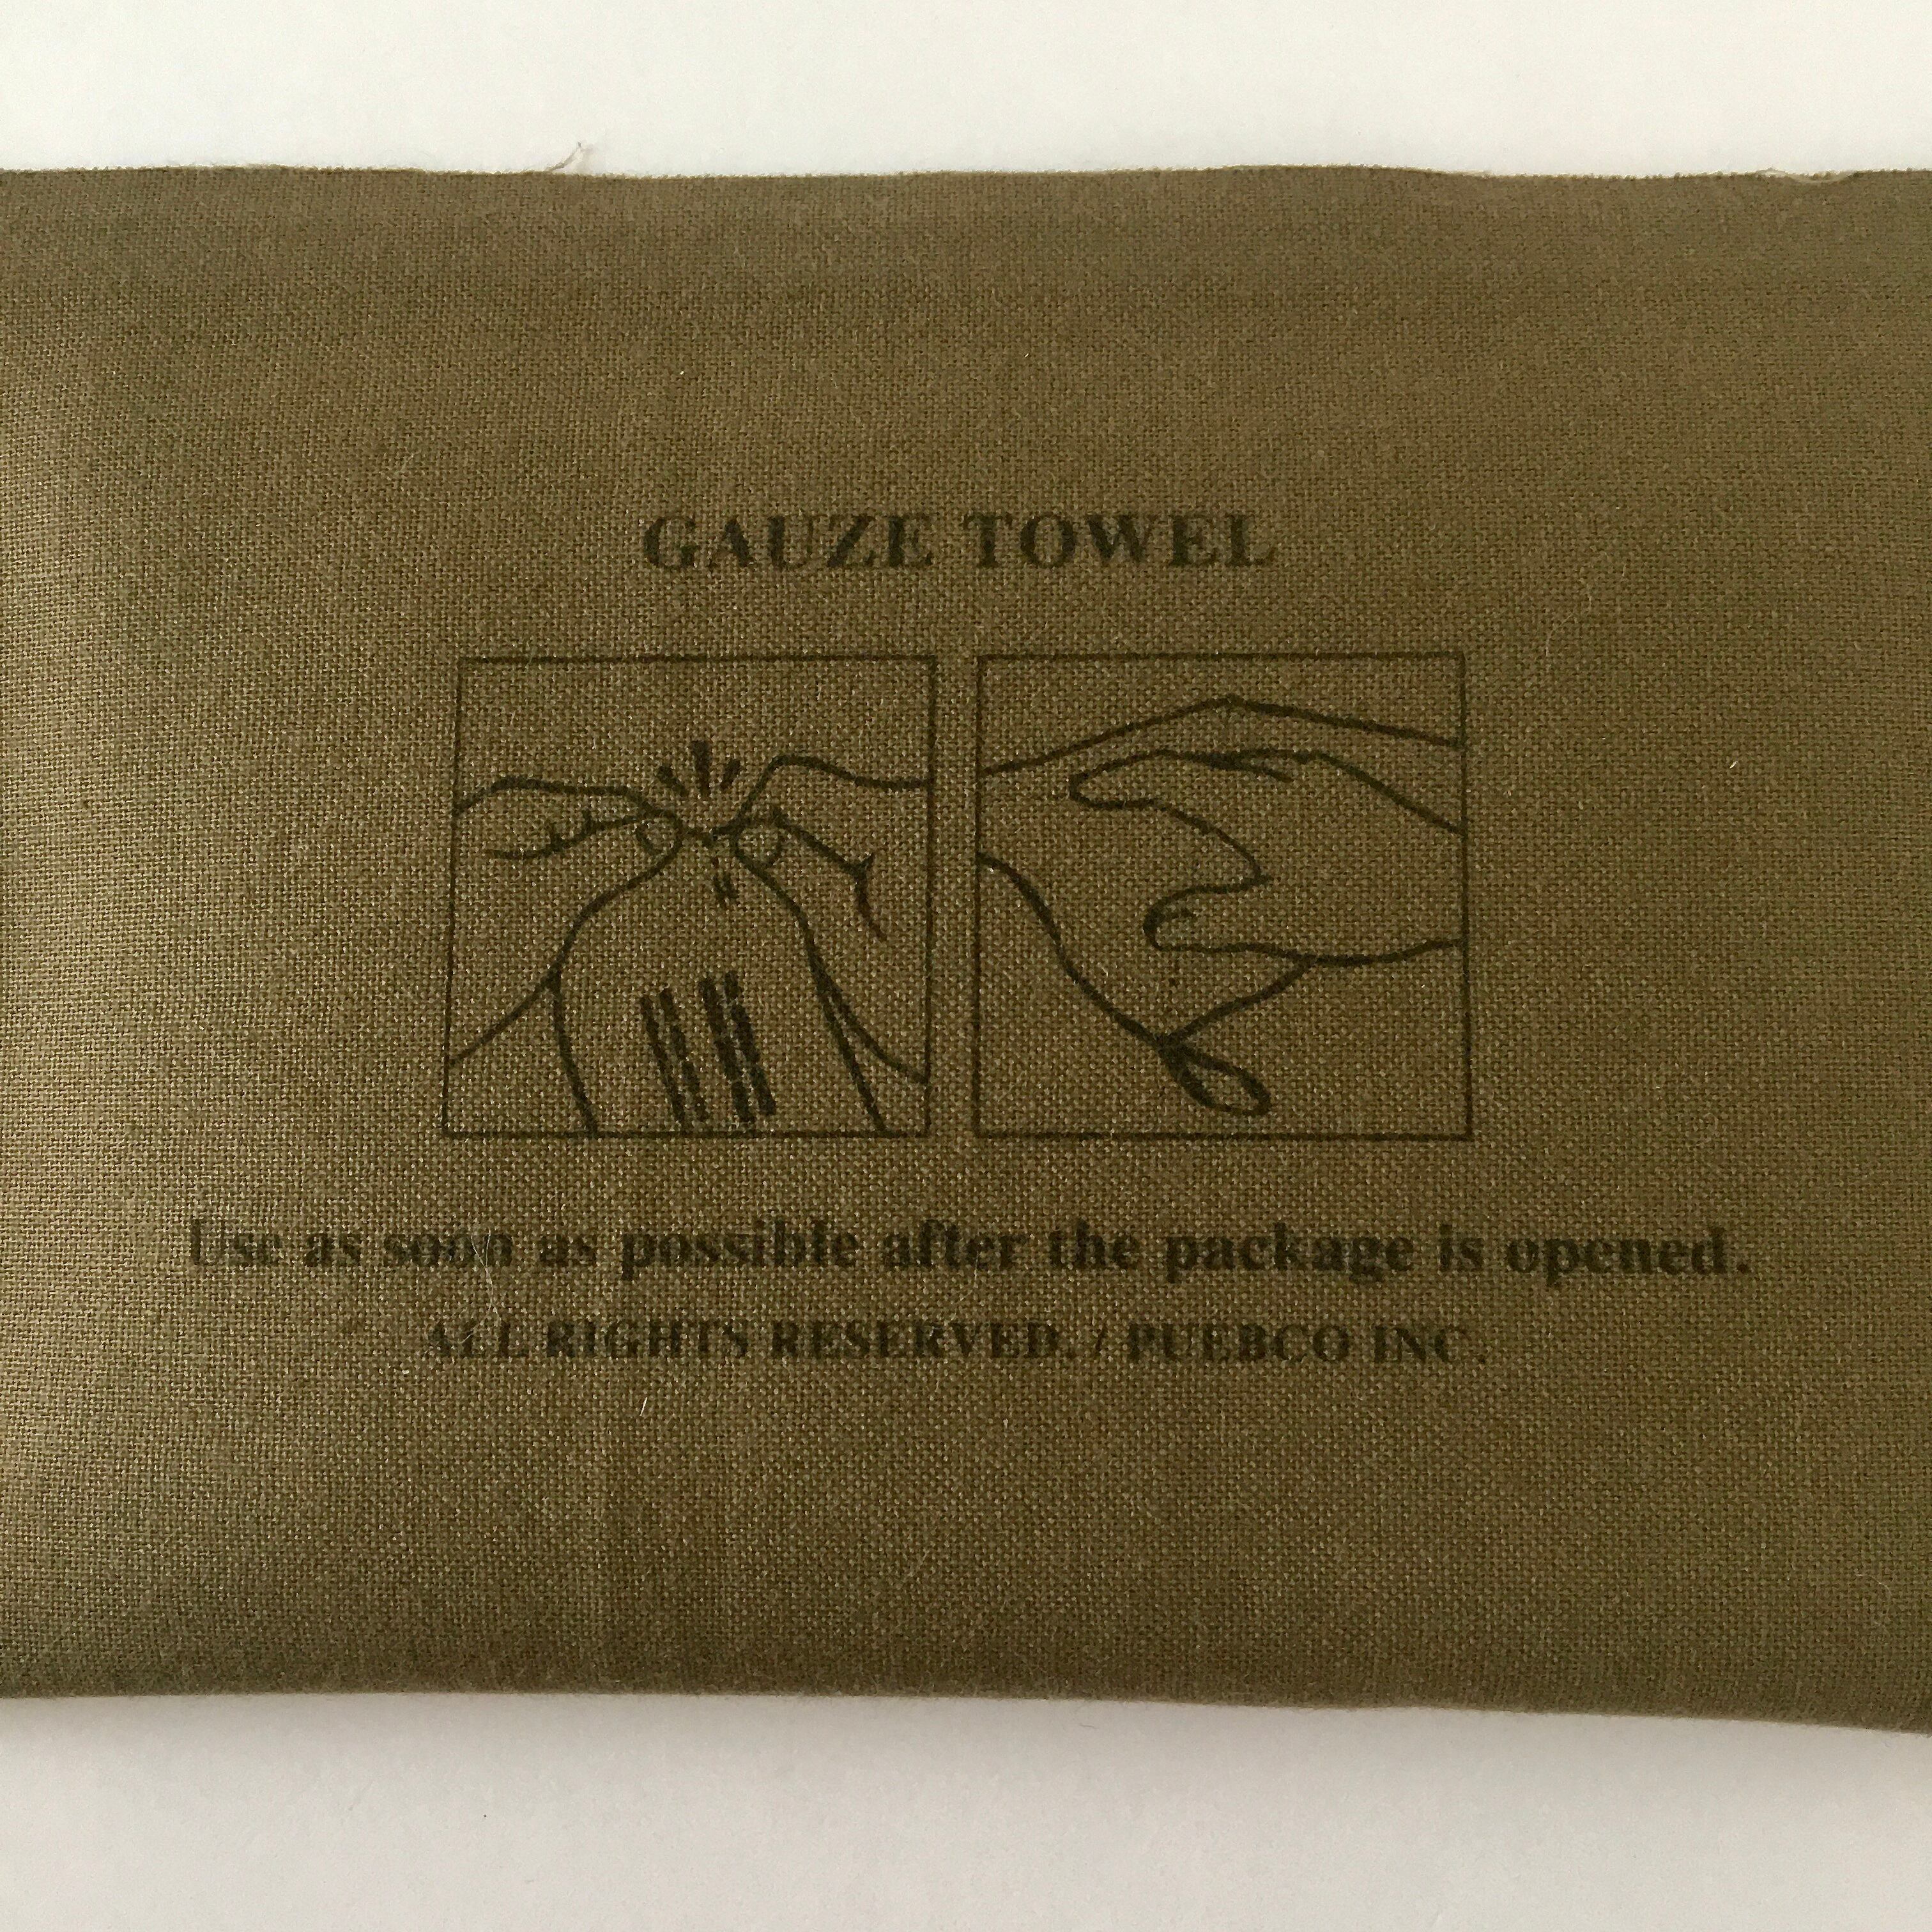 GAUZE TOWEL
Use as soon as possible after the package is opened.
ALL RIGHTS RESERVED. / PUEBCO INC.